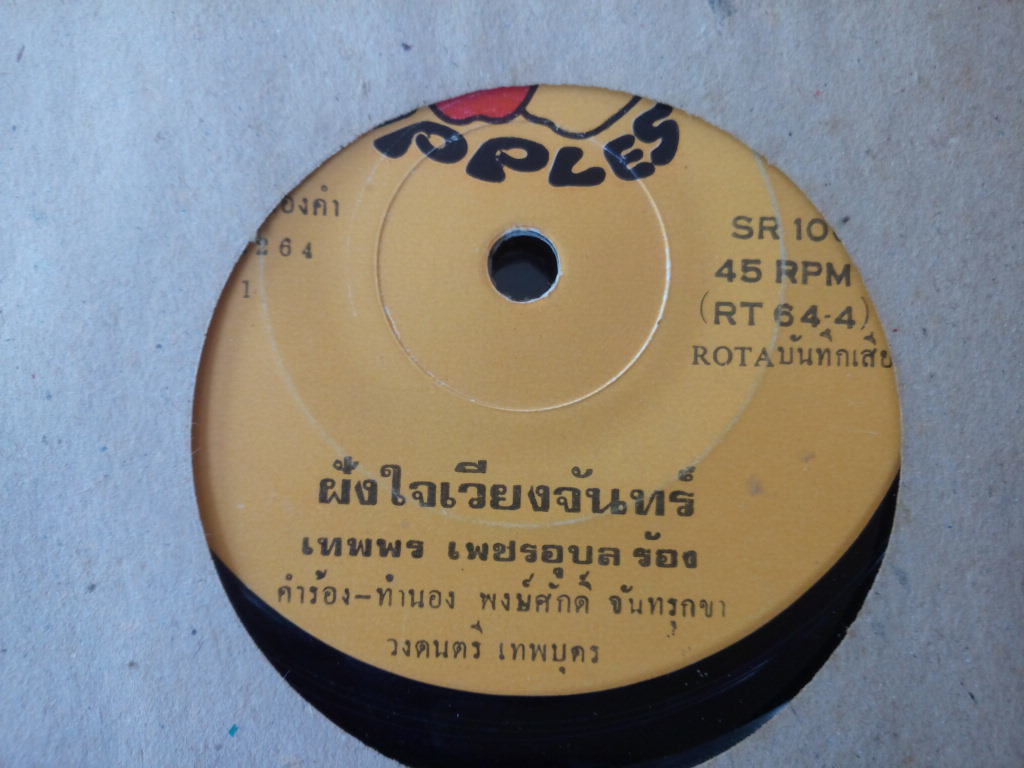 PPLES
องคำ
264
1
SR 10
45 RPM
(RT 64-4)
ROTAบันทึกเสีย
ฝั่งใจเวียงจันทร์
เทพพร เพชรอุบล ร้อง
คำร้อง-ทำนอง พงษ์ศักดิ์ จันทรุกขา
วงดนตรี เทพบุตร